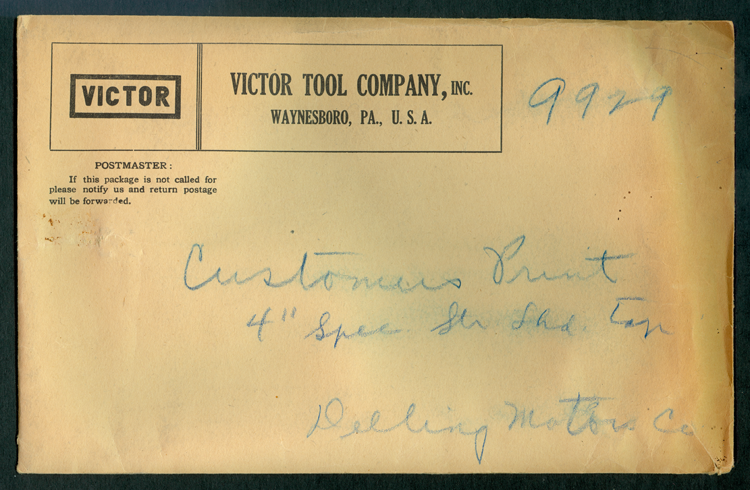 VICTOR
VICTOR TOOL COMPANY, INC.
WAYNESBORO, PA., U. S. A.
9929
POSTMASTER:
If this package is not called for
please notify us and return postage
will be forwarded.
Customers Print
4" Spec Str Shd. Tap
Delling Motors Co